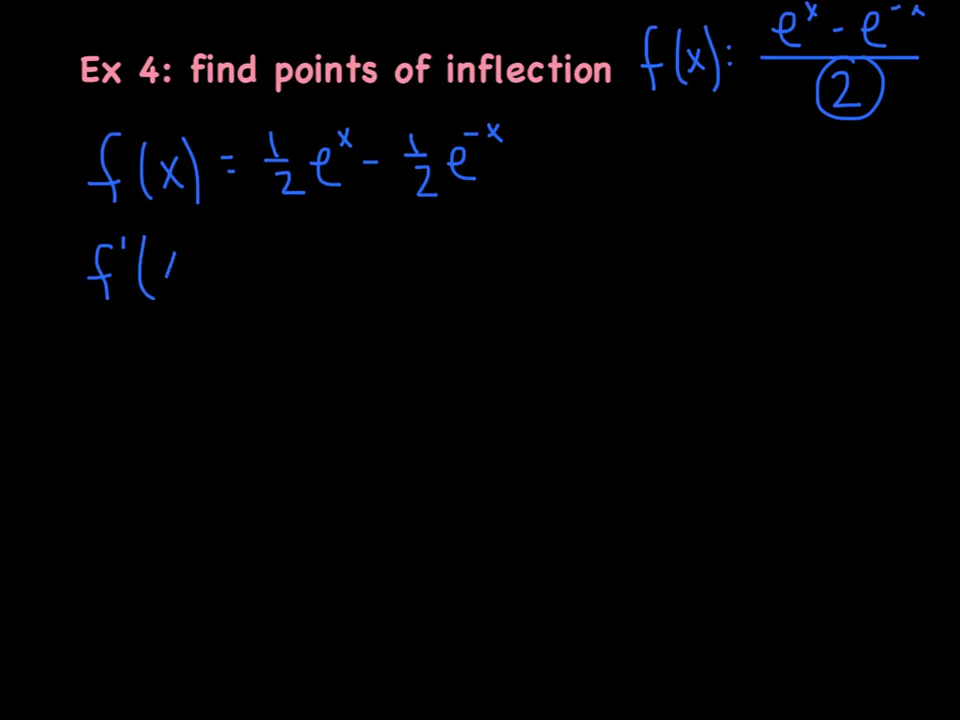 Ex 4: find points of inflection f(x): (e^x - e^-x)/2
f(x) = 1/2 e^x - 1/2 e^-x
f'(